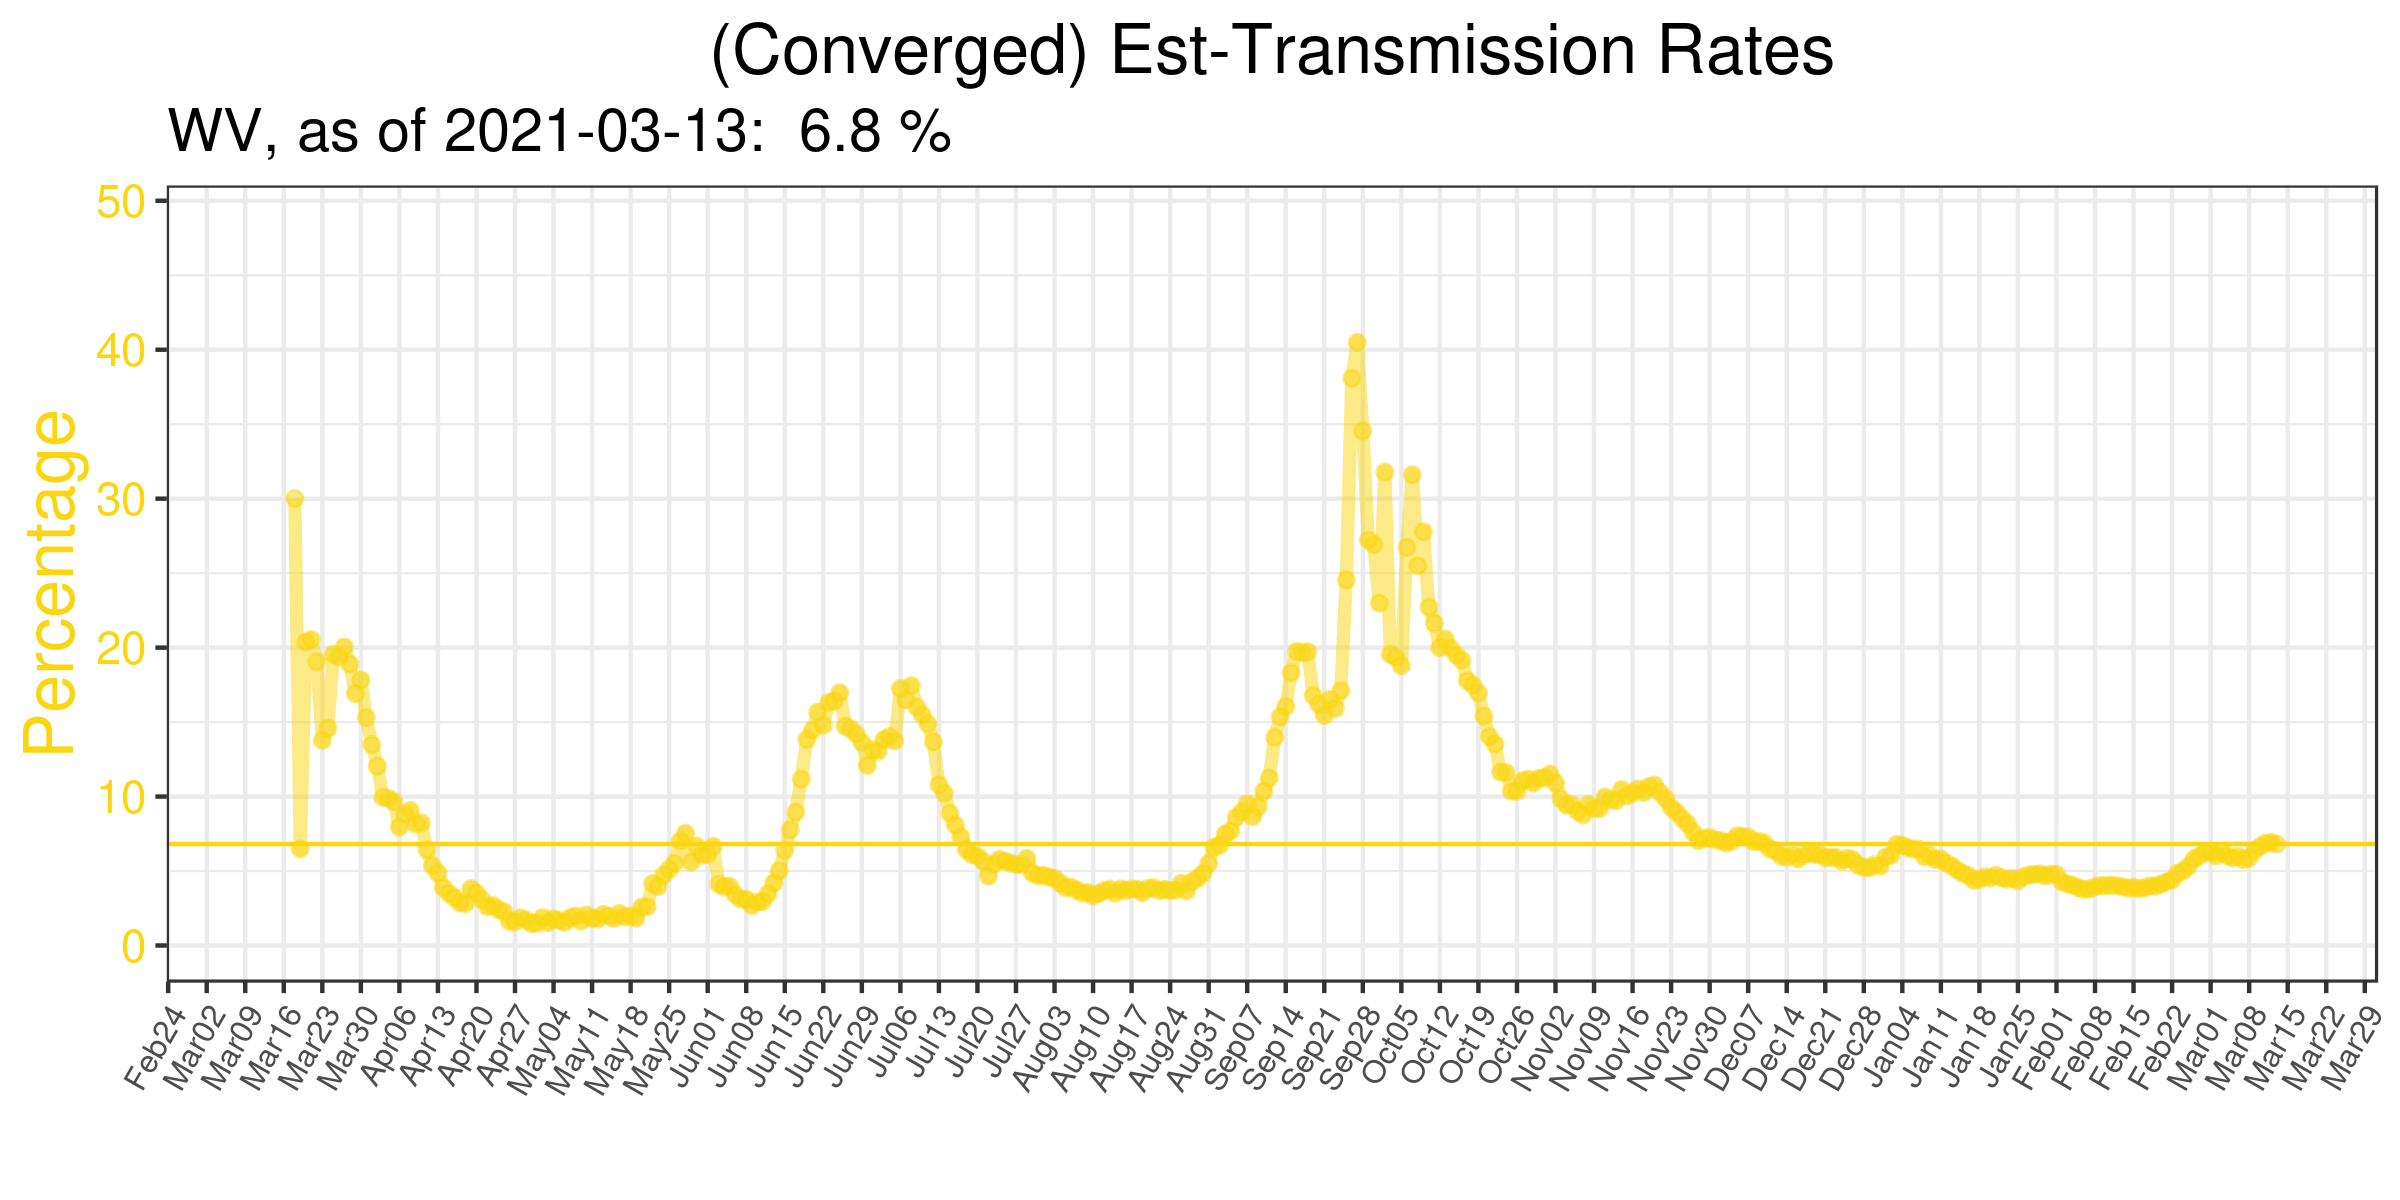 (Converged) Est-Transmission Rates
WV, as of 2021-03-13:  6.8 %
Percentage
50
40
30
20
10
0
Feb24
Mar02
Mar09
Mar16
Mar23
Mar30
Apr06
Apr13
Apr20
Apr27
May04
May11
May18
May25
Jun01
Jun08
Jun15
Jun22
Jun29
Jul06
Jul13
Jul20
Jul27
Aug03
Aug10
Aug17
Aug24
Aug31
Sep07
Sep14
Sep21
Sep28
Oct05
Oct12
Oct19
Oct26
Nov02
Nov09
Nov16
Nov23
Nov30
Dec07
Dec14
Dec21
Dec28
Jan04
Jan11
Jan18
Jan25
Feb01
Feb08
Feb15
Feb22
Mar01
Mar08
Mar15
Mar22
Mar29